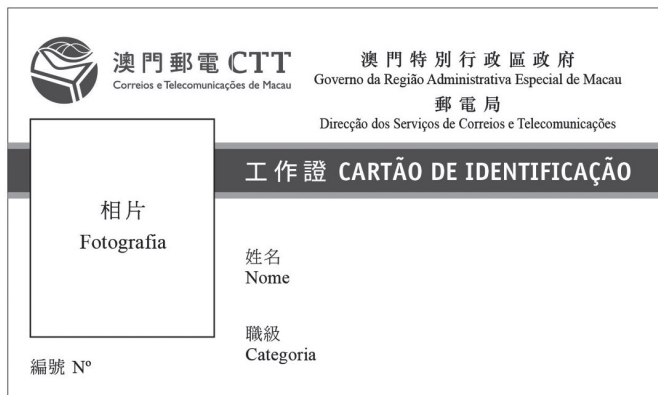 澳門郵電 CTT
Correios e Telecomunicações de Macau
澳門特別行政區政府
Governo da Região Administrativa Especial de Macau
郵電局
Direcção dos Serviços de Correios e Telecomunicações
工作證 CARTÃO DE IDENTIFICAÇÃO
相片
Fotografia
姓名
Nome
職級
Categoria
編號 Nº